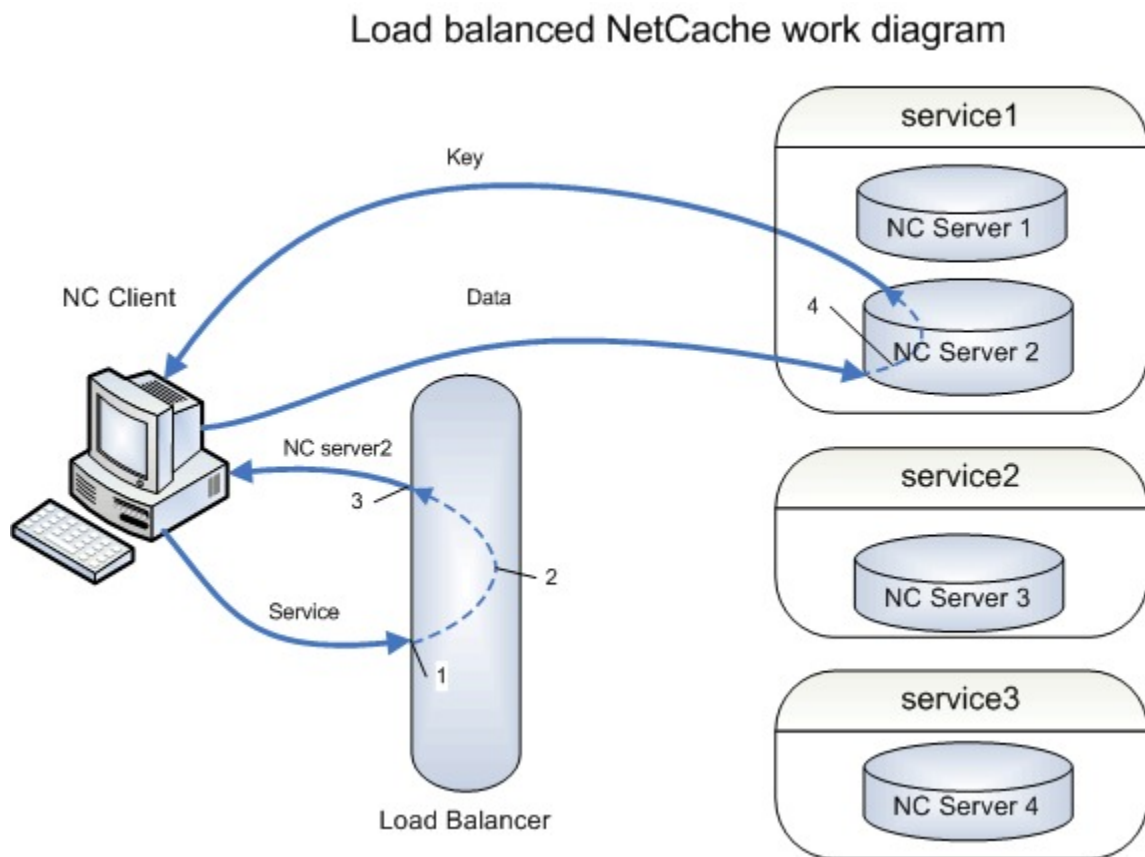 Load balanced NetCache work diagram
service1
Key
NC Server 1
NC Client
Data
4
NC Server 2
NC server2
3
service2
2
NC Server 3
Service
1
service3
NC Server 4
Load Balancer